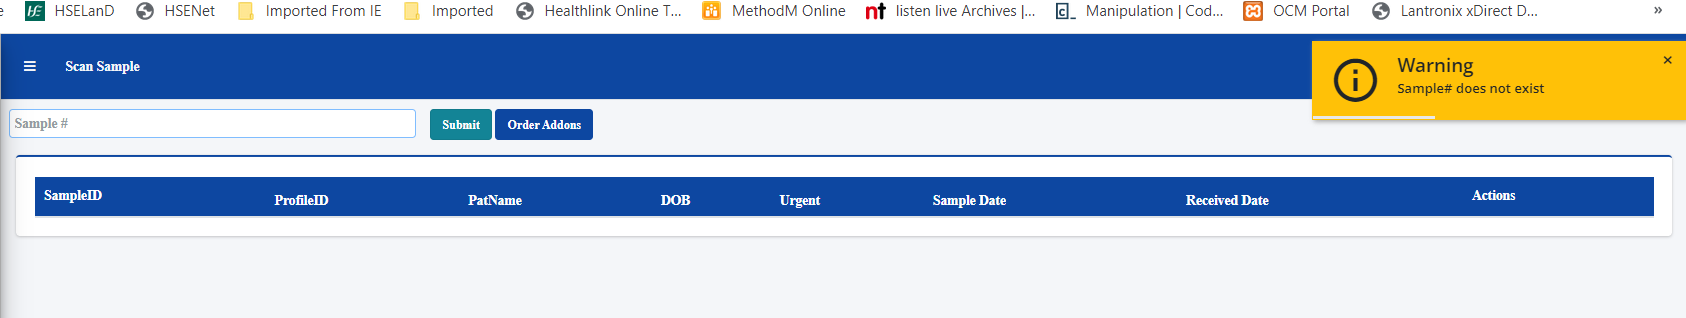 HSELanD HSENet Imported From IE Imported Healthlink Online T... MethodM Online nt listen live Archives |... c_ Manipulation | Cod... OCM Portal Lantronix xDirect D... »
Scan Sample
Warning ×
Sample# does not exist
Sample # Submit Order Addons
SampleID ProfileID PatName DOB Urgent Sample Date Received Date Actions